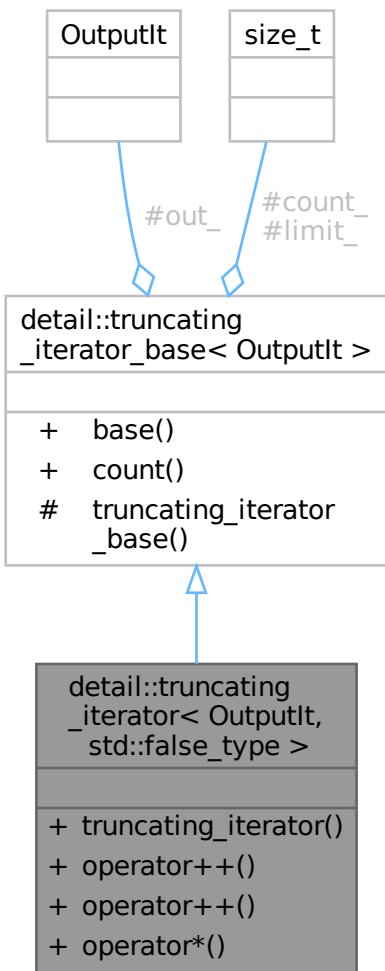 OutputIt
size_t
#out_
#count_
#limit_
detail::truncating
_iterator_base< OutputIt >
+ base()
+ count()
# truncating_iterator
_base()
detail::truncating
_iterator< OutputIt,
std::false_type >
+ truncating_iterator()
+ operator++()
+ operator++()
+ operator*()